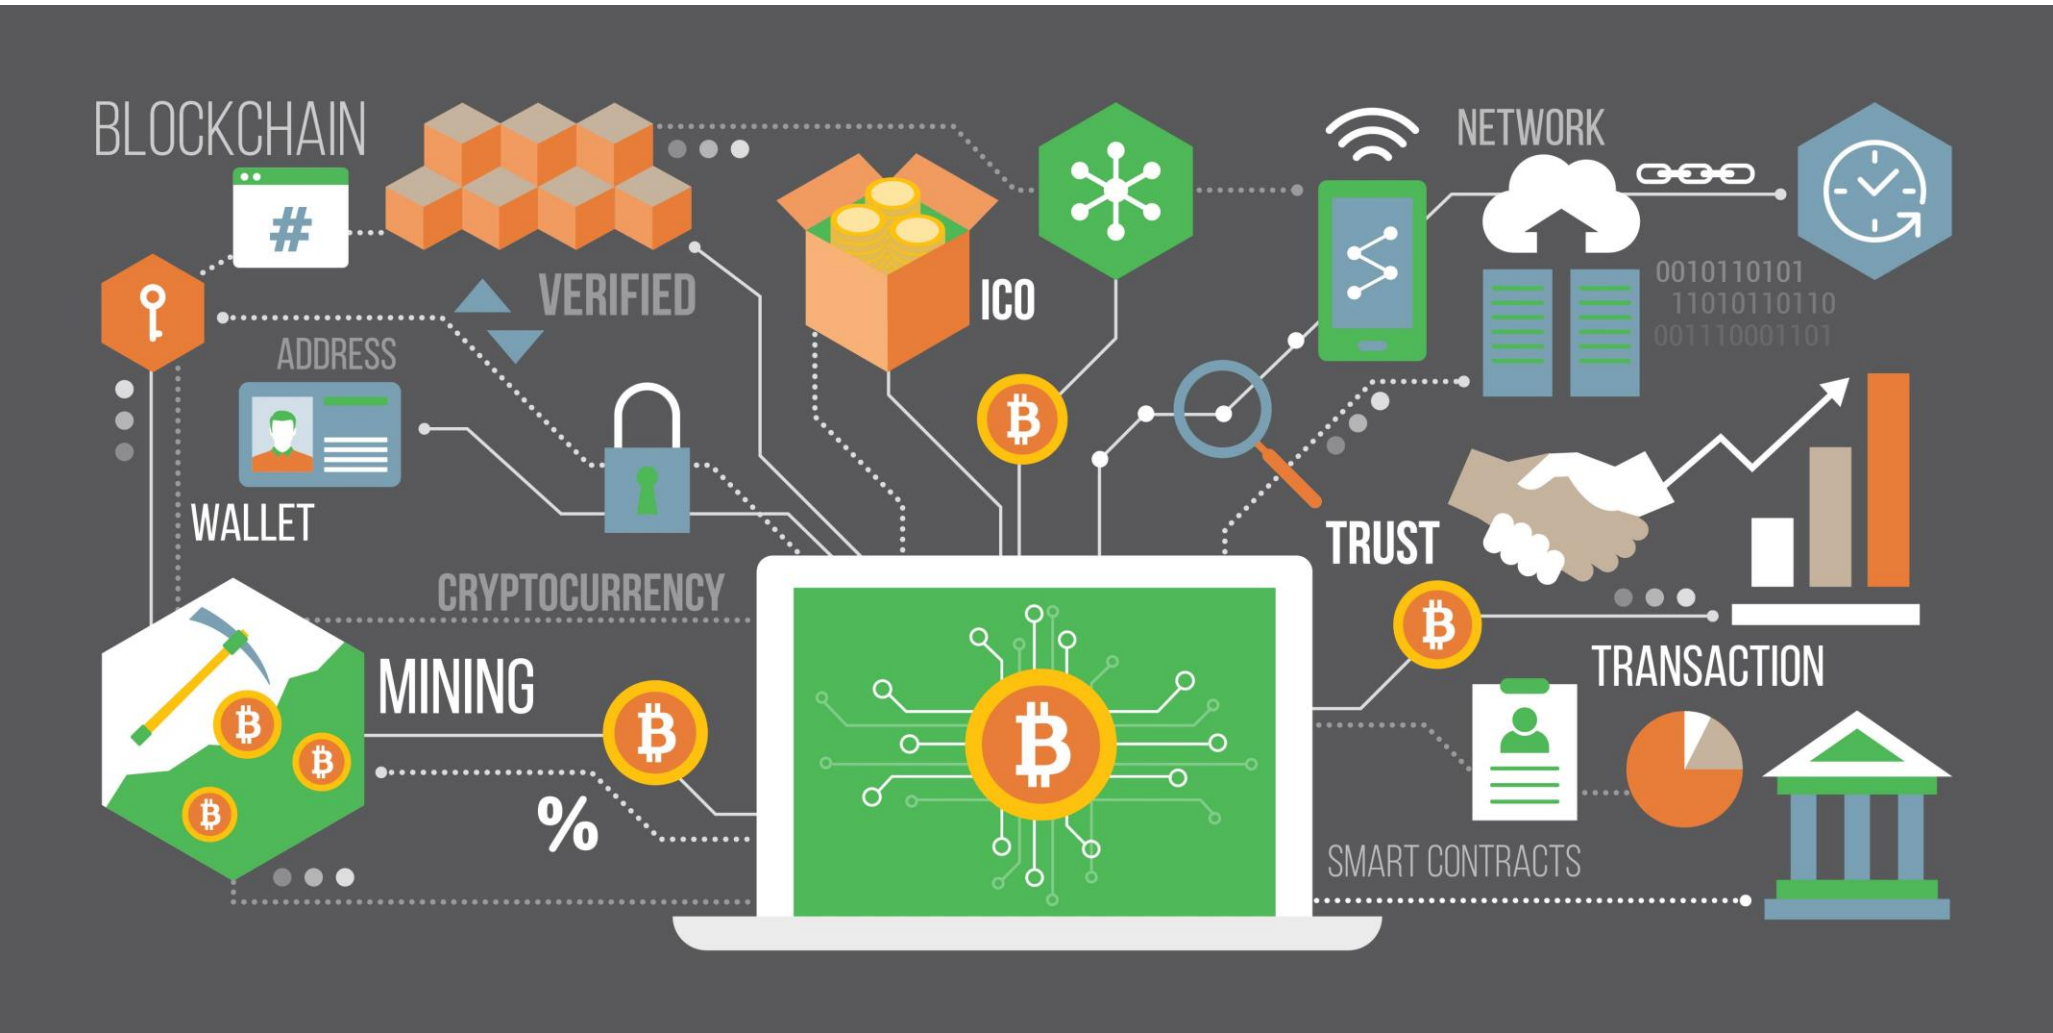 BLOCKCHAIN
#
VERIFIED
ADDRESS
WALLET
ICO
NETWORK
0010110101
11010110110
001110001101
CRYPTOCURRENCY
TRUST
MINING
%
TRANSACTION
SMART CONTRACTS